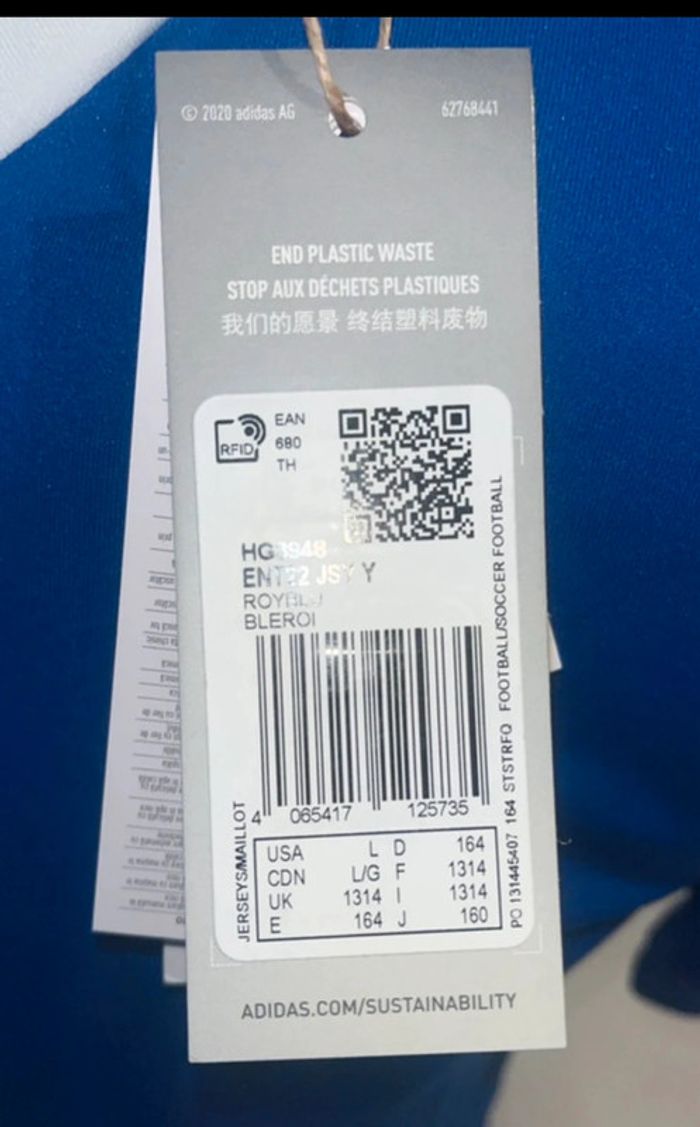 © 2020 adidas AG
62768441
END PLASTIC WASTE
STOP AUX DÉCHETS PLASTIQUES
我们的愿景 终结塑料废物
RFID
EAN
680
TH
ENT22 JSY Y
BLEROI
4 065417 125735
JERSEYS/MAILLOT
PO 131445407 164 STSTRFQ FOOTBALL/SOCCER FOOTBALL
USA L D 164
CDN L/G F 1314
UK 1314 I 1314
E 164 J 160
ADIDAS.COM/SUSTAINABILITY